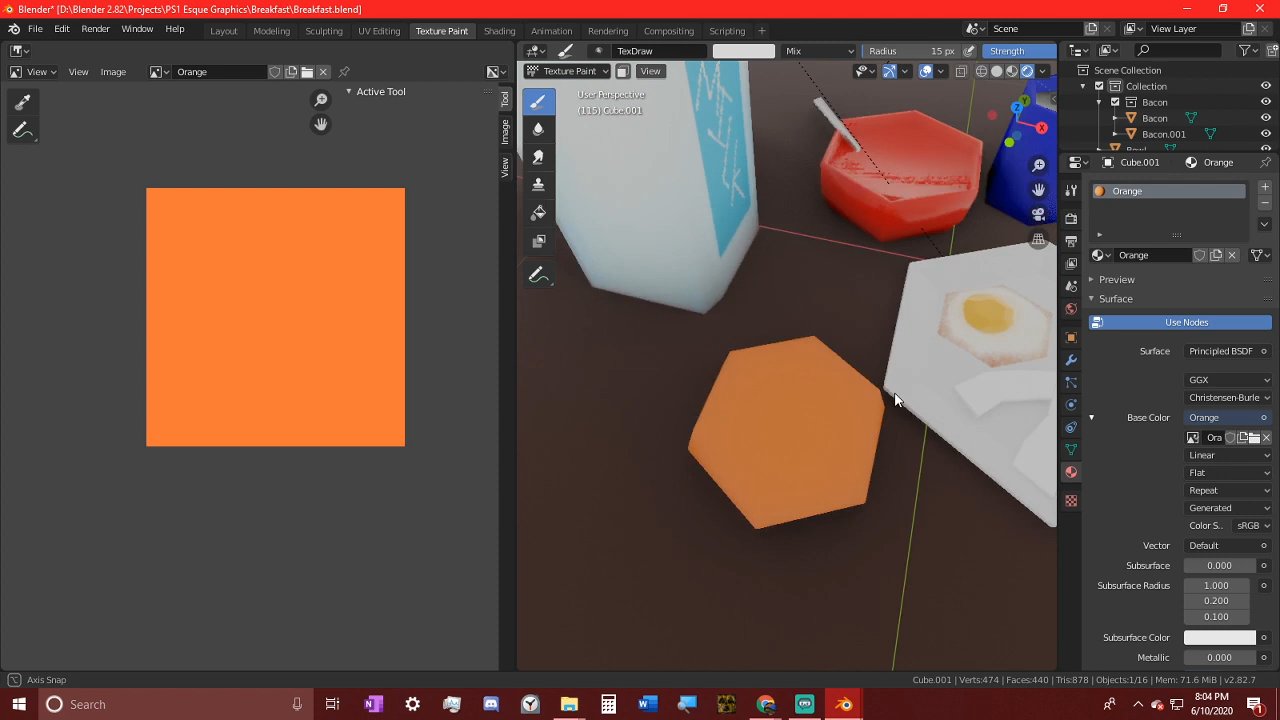 Blender* [D:\Blender 2.82\Projects\PS1 Esque Graphics\Breakfast\Breakfast.blend]
File Edit Render Window Help Layout Modeling Sculpting UV Editing Texture Paint Shading Animation Rendering Compositing Scripting + Scene View Layer
TexDraw Mix Radius 15 px Strength
View View Image Orange Texture Paint View
Scene Collection
Collection
Bacon
Bacon
Bacon.001
Active Tool
Tool
Image
View
User Perspective
(115) Cube.001
MILK
Z
Y
X
Cube.001 Orange
Orange
Orange
Preview
Surface
Use Nodes
Surface Principled BSDF
GGX
Christensen-Burle
Base Color Orange
Ora
Linear
Flat
Repeat
Generated
Color S.. sRGB
Vector Default
Subsurface 0.000
Subsurface Radius 1.000
0.200
0.100
Subsurface Color
Metallic 0.000
Axis Snap Cube.001 | Verts:474 | Faces:440 | Tris:878 | Objects:1/16 | Mem: 71.6 MiB | v2.82.7
Search
8:04 PM
6/10/2020